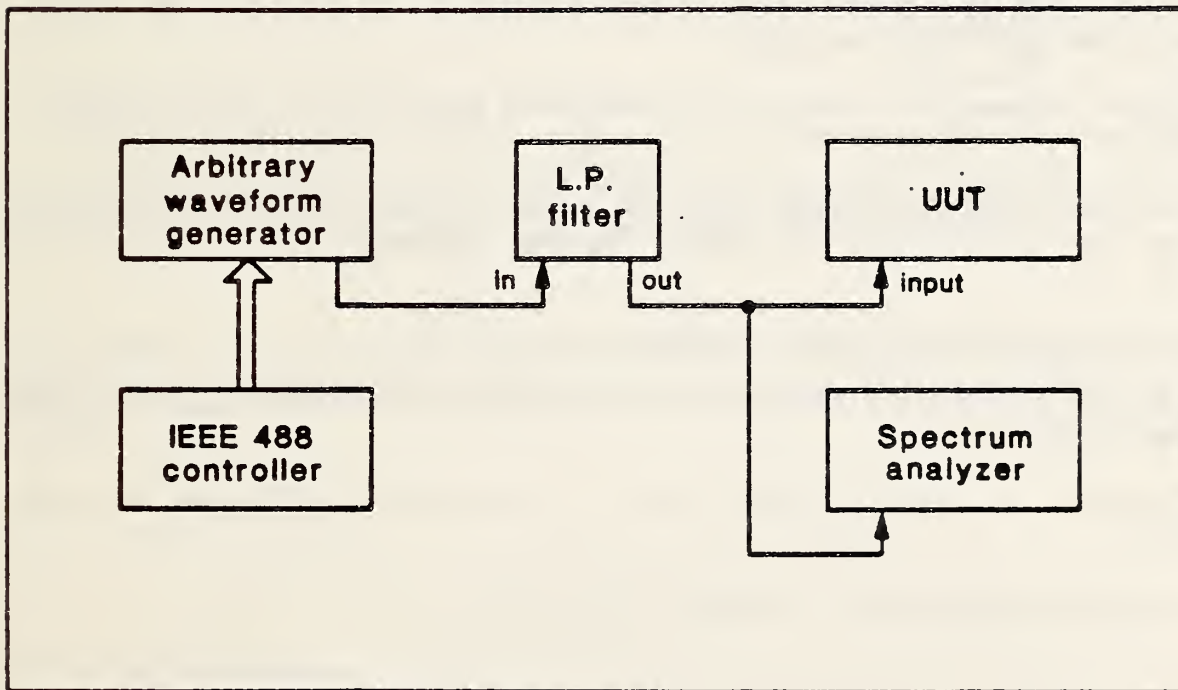 Arbitrary
waveform
generator
L.P.
filter
UUT
in
out
input
IEEE 488
controller
Spectrum
analyzer